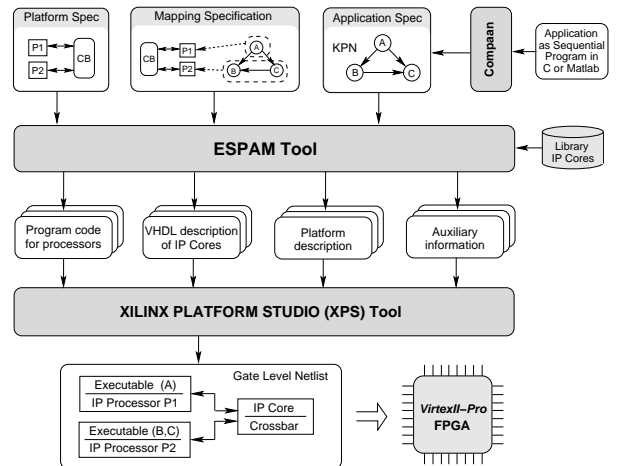 Platform Spec
P1
P2
CB
Mapping Specification
CB
P1
P2
A
B
C
Application Spec
KPN
A
B
C
Compaan
Application
as Sequential
Program in
C or Matlab
ESPAM Tool
Library
IP Cores
Program code
for processors
VHDL description
of IP Cores
Platform
description
Auxiliary
information
XILINX PLATFORM STUDIO (XPS) Tool
Gate Level Netlist
Executable (A)
IP Processor P1
Executable (B,C)
IP Processor P2
IP Core
Crossbar
VirtexII–Pro
FPGA